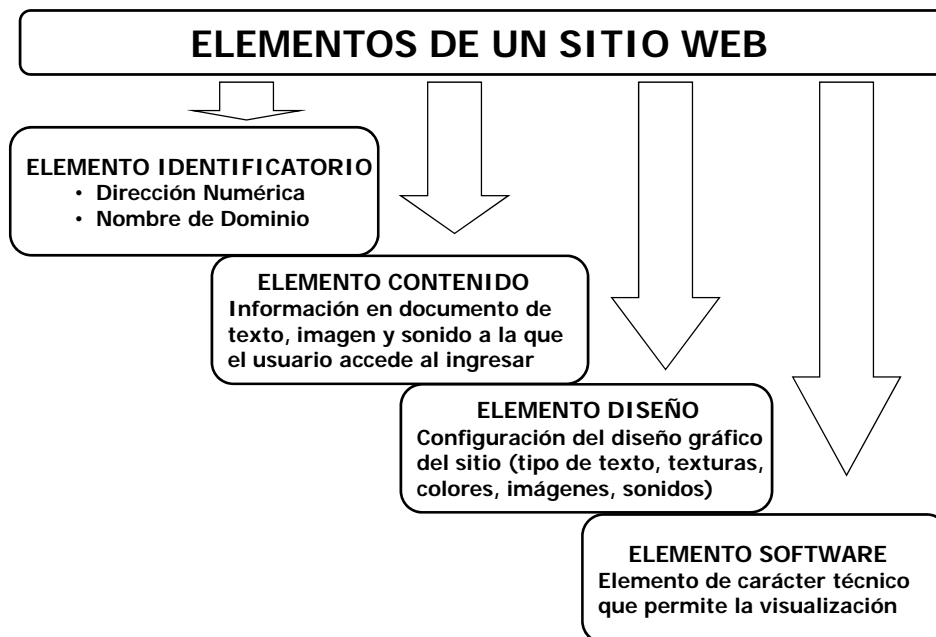 ELEMENTOS DE UN SITIO WEB
ELEMENTO IDENTIFICATORIO
• Dirección Numérica
• Nombre de Dominio
ELEMENTO CONTENIDO
Información en documento de
texto, imagen y sonido a la que
el usuario accede al ingresar
ELEMENTO DISEÑO
Configuración del diseño gráfico
del sitio (tipo de texto, texturas,
colores, imágenes, sonidos)
ELEMENTO SOFTWARE
Elemento de carácter técnico
que permite la visualización